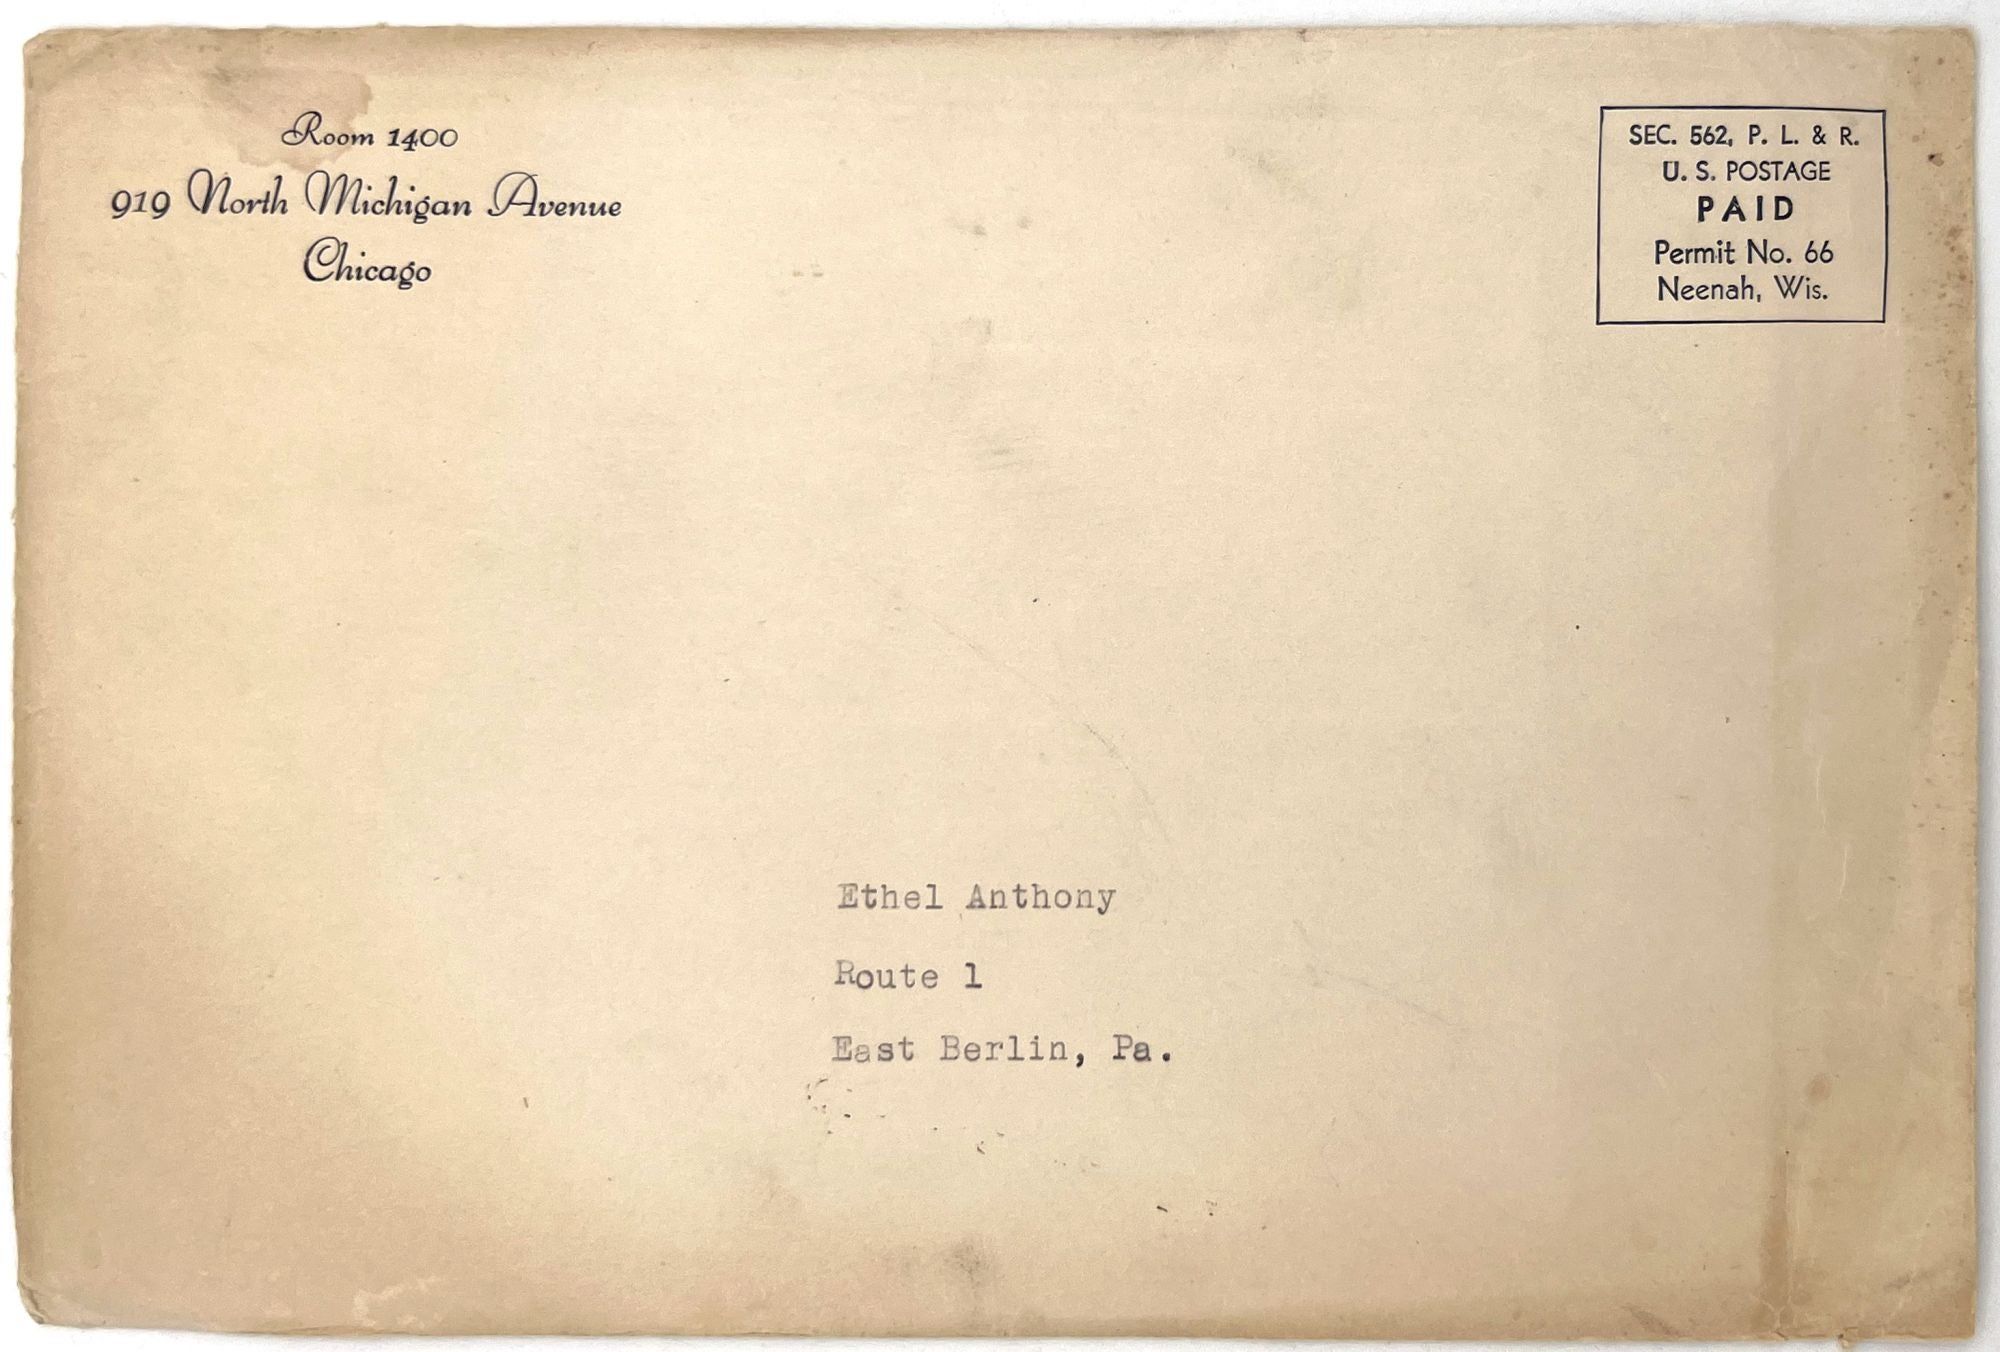 Room 1400
919 North Michigan Avenue
Chicago
SEC. 562, P. L. & R.
U. S. POSTAGE
PAID
Permit No. 66
Neenah, Wis.
Ethel Anthony
Route 1
East Berlin, Pa.